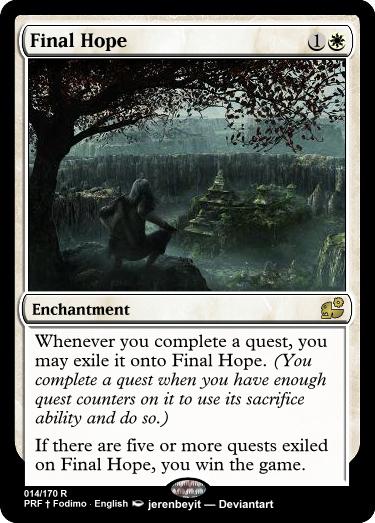 Final Hope 1
Enchantment
Whenever you complete a quest, you
may exile it onto Final Hope. (You
complete a quest when you have enough
quest counters on it to use its sacrifice
ability and do so.)
If there are five or more quests exiled
on Final Hope, you win the game.
014/170 R
PRF † Fodimo · English jerenbeyit — Deviantart